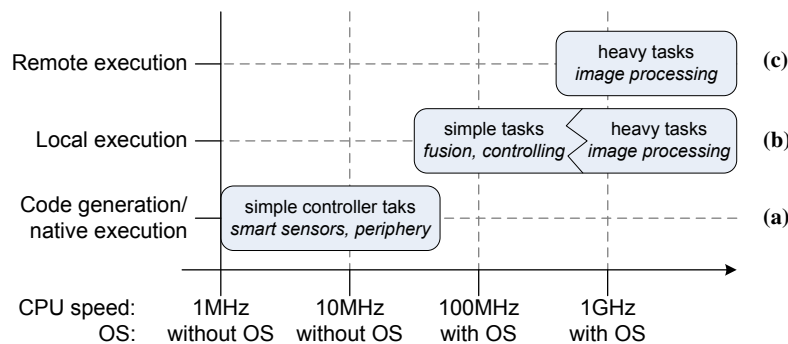 Remote execution
heavy tasks
image processing
(c)
Local execution
simple tasks
fusion, controlling
heavy tasks
image processing
(b)
Code generation/
native execution
simple controller taks
smart sensors, periphery
(a)
CPU speed: 1MHz 10MHz 100MHz 1GHz
OS: without OS without OS with OS with OS